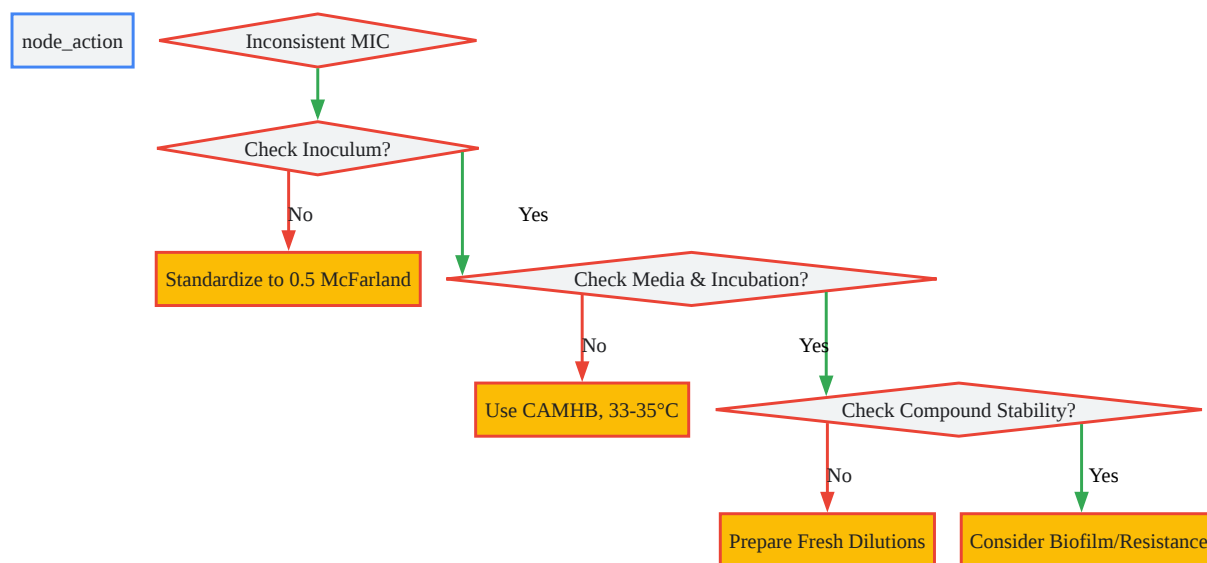 node_action
Inconsistent MIC
Check Inoculum?
No
Yes
Standardize to 0.5 McFarland
Check Media & Incubation?
No
Yes
Use CAMHB, 33-35°C
Check Compound Stability?
No
Yes
Prepare Fresh Dilutions
Consider Biofilm/Resistance